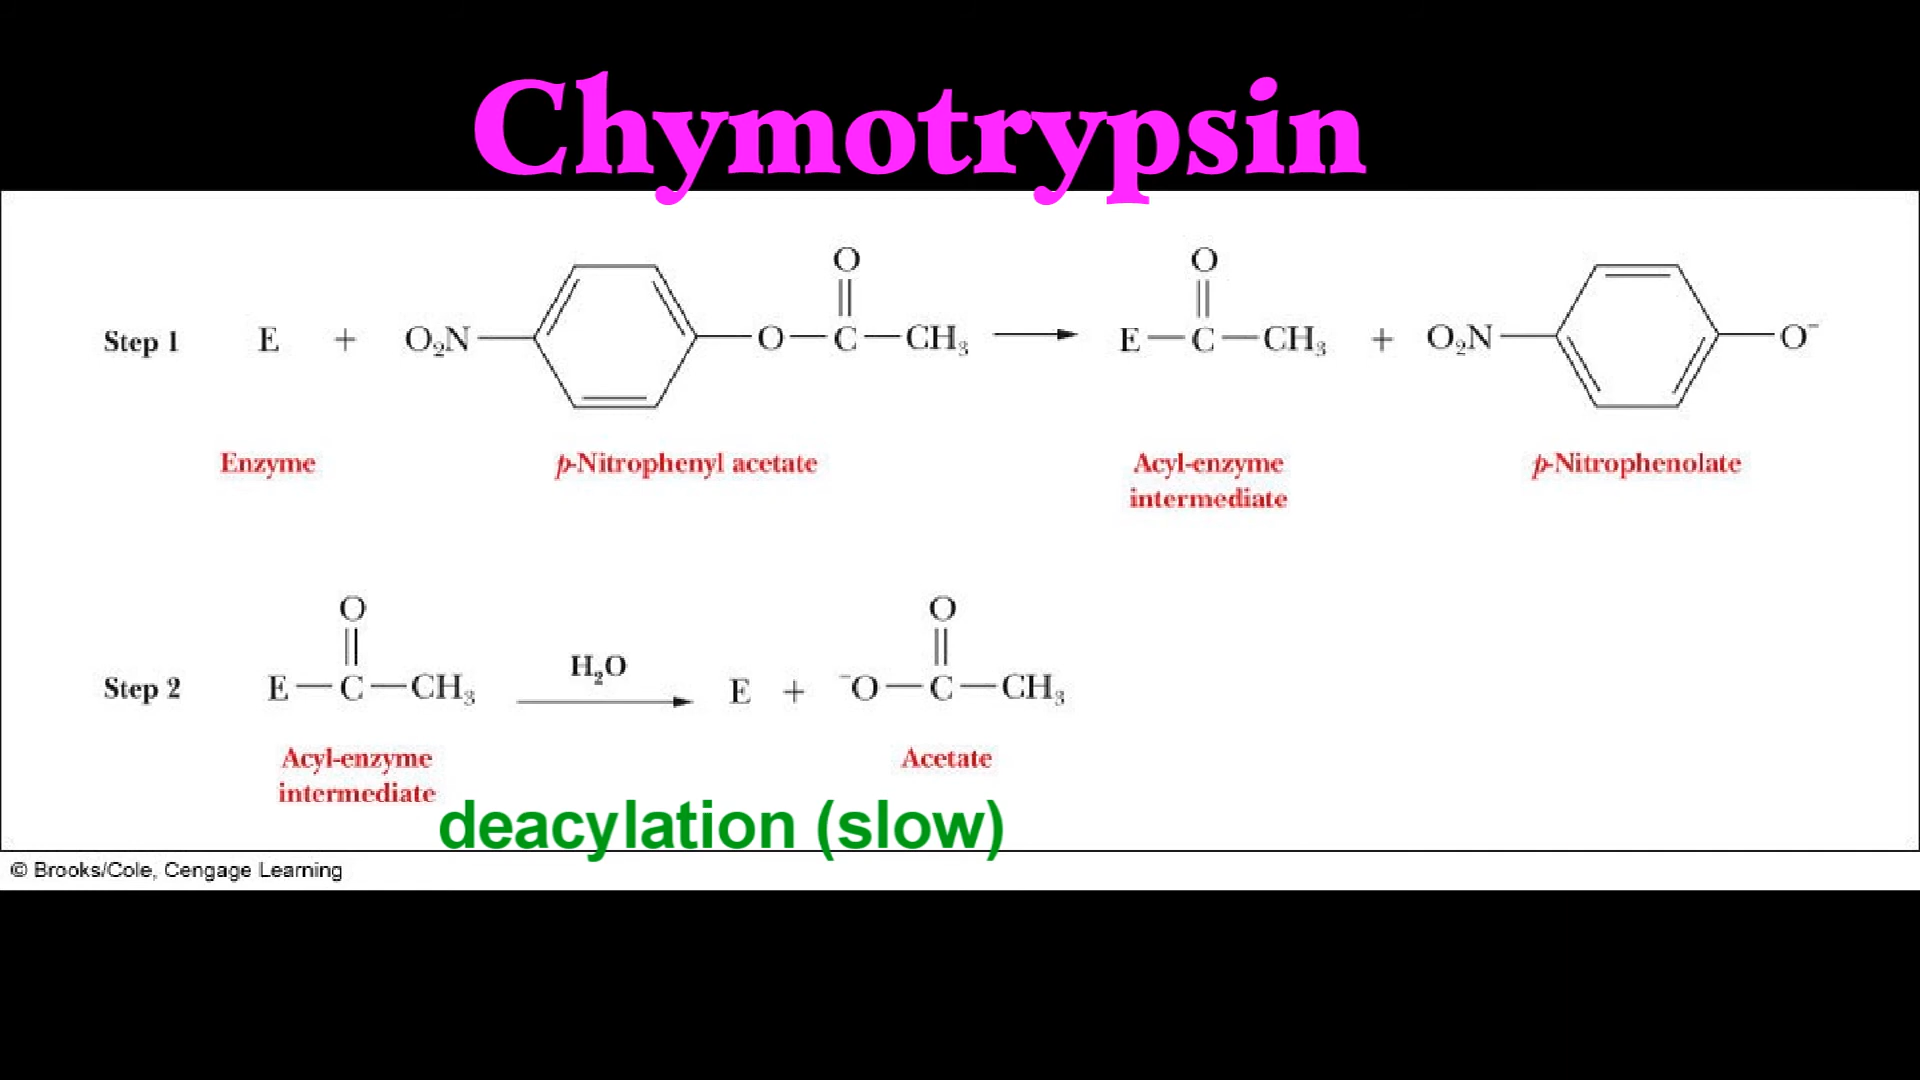 Chymotrypsin
Step 1 E + O₂N O O C CH₃ E O C CH₃ + O₂N O⁻
Enzyme p-Nitrophenyl acetate Acyl-enzyme intermediate p-Nitrophenolate
Step 2 E O C CH₃ H₂O E + ⁻O O C CH₃
Acyl-enzyme intermediate Acetate
deacylation (slow)
© Brooks/Cole, Cengage Learning